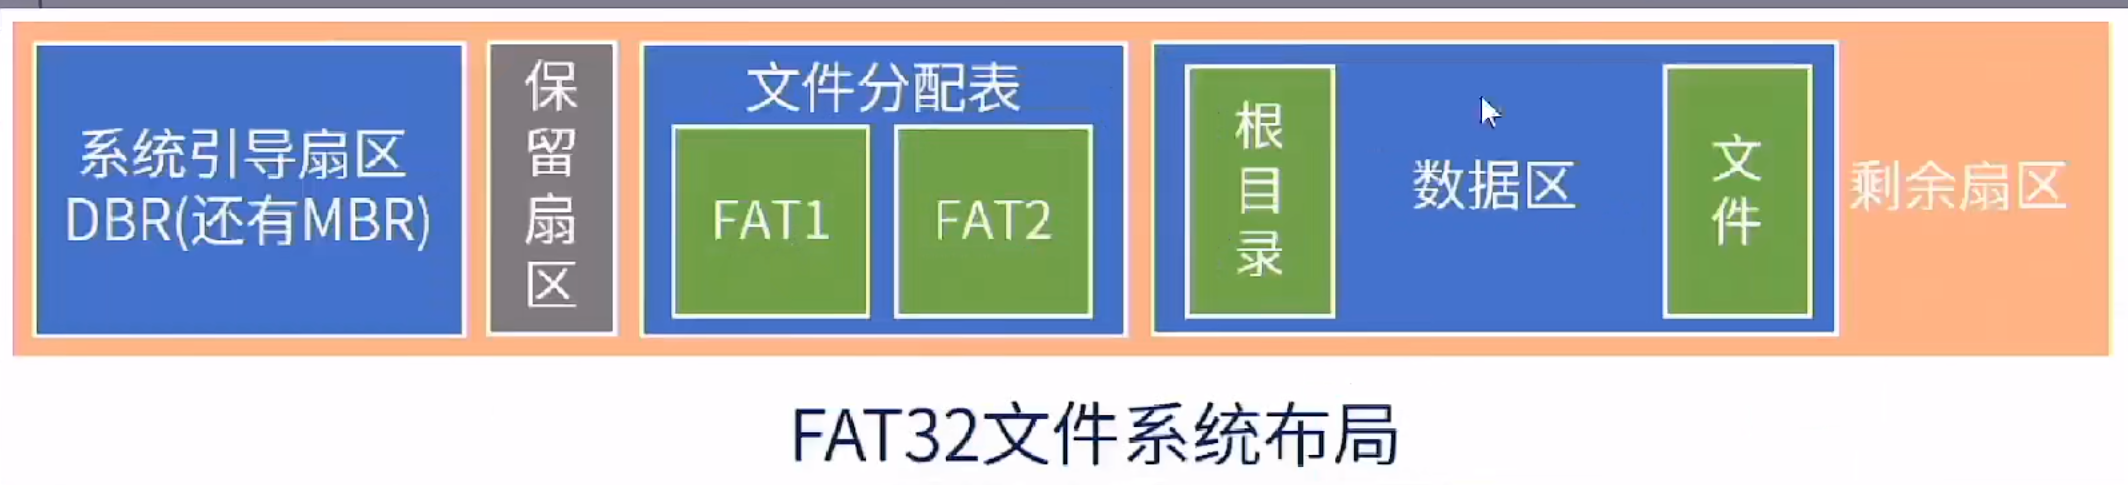 系统引导扇区
DBR(还有MBR)
保留扇区
文件分配表
FAT1
FAT2
根目录
数据区
文件
剩余扇区
FAT32文件系统布局